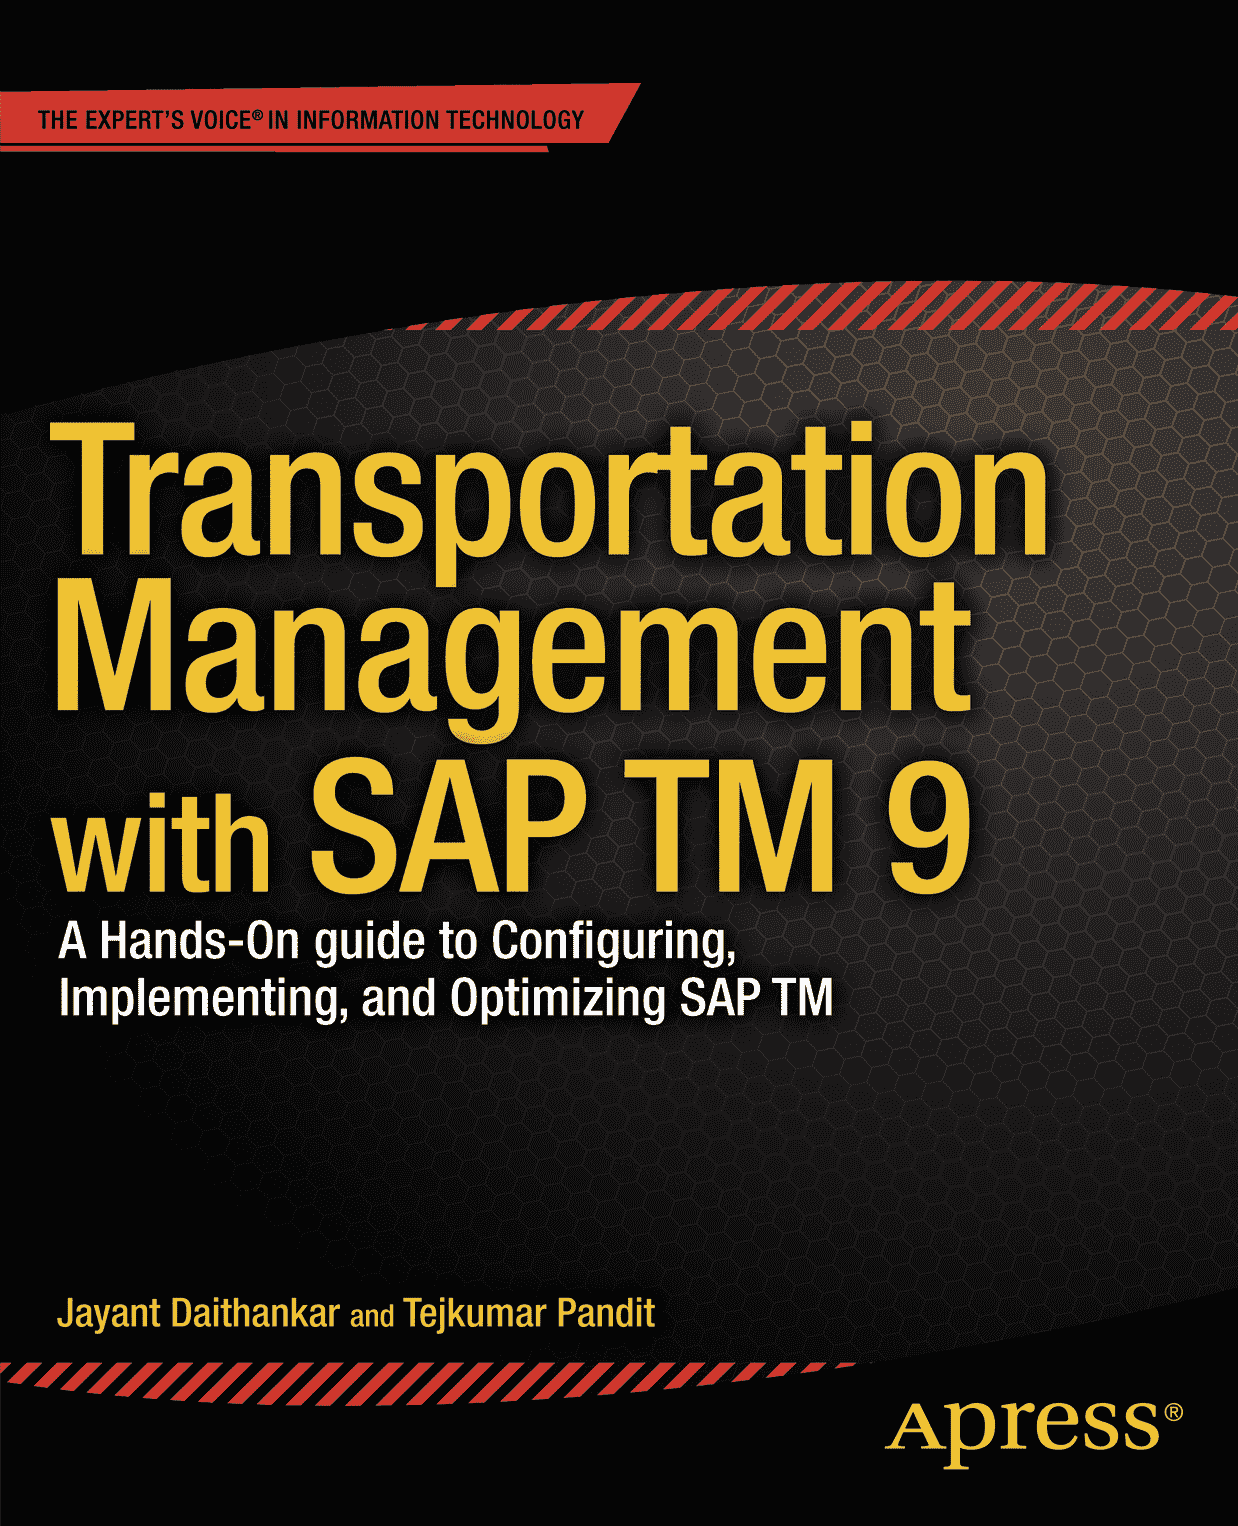 THE EXPERT'S VOICE® IN INFORMATION TECHNOLOGY
Transportation
Management
with SAP TM 9
A Hands-On guide to Configuring,
Implementing, and Optimizing SAP TM
Jayant Daithankar and Tejkumar Pandit
Apress®